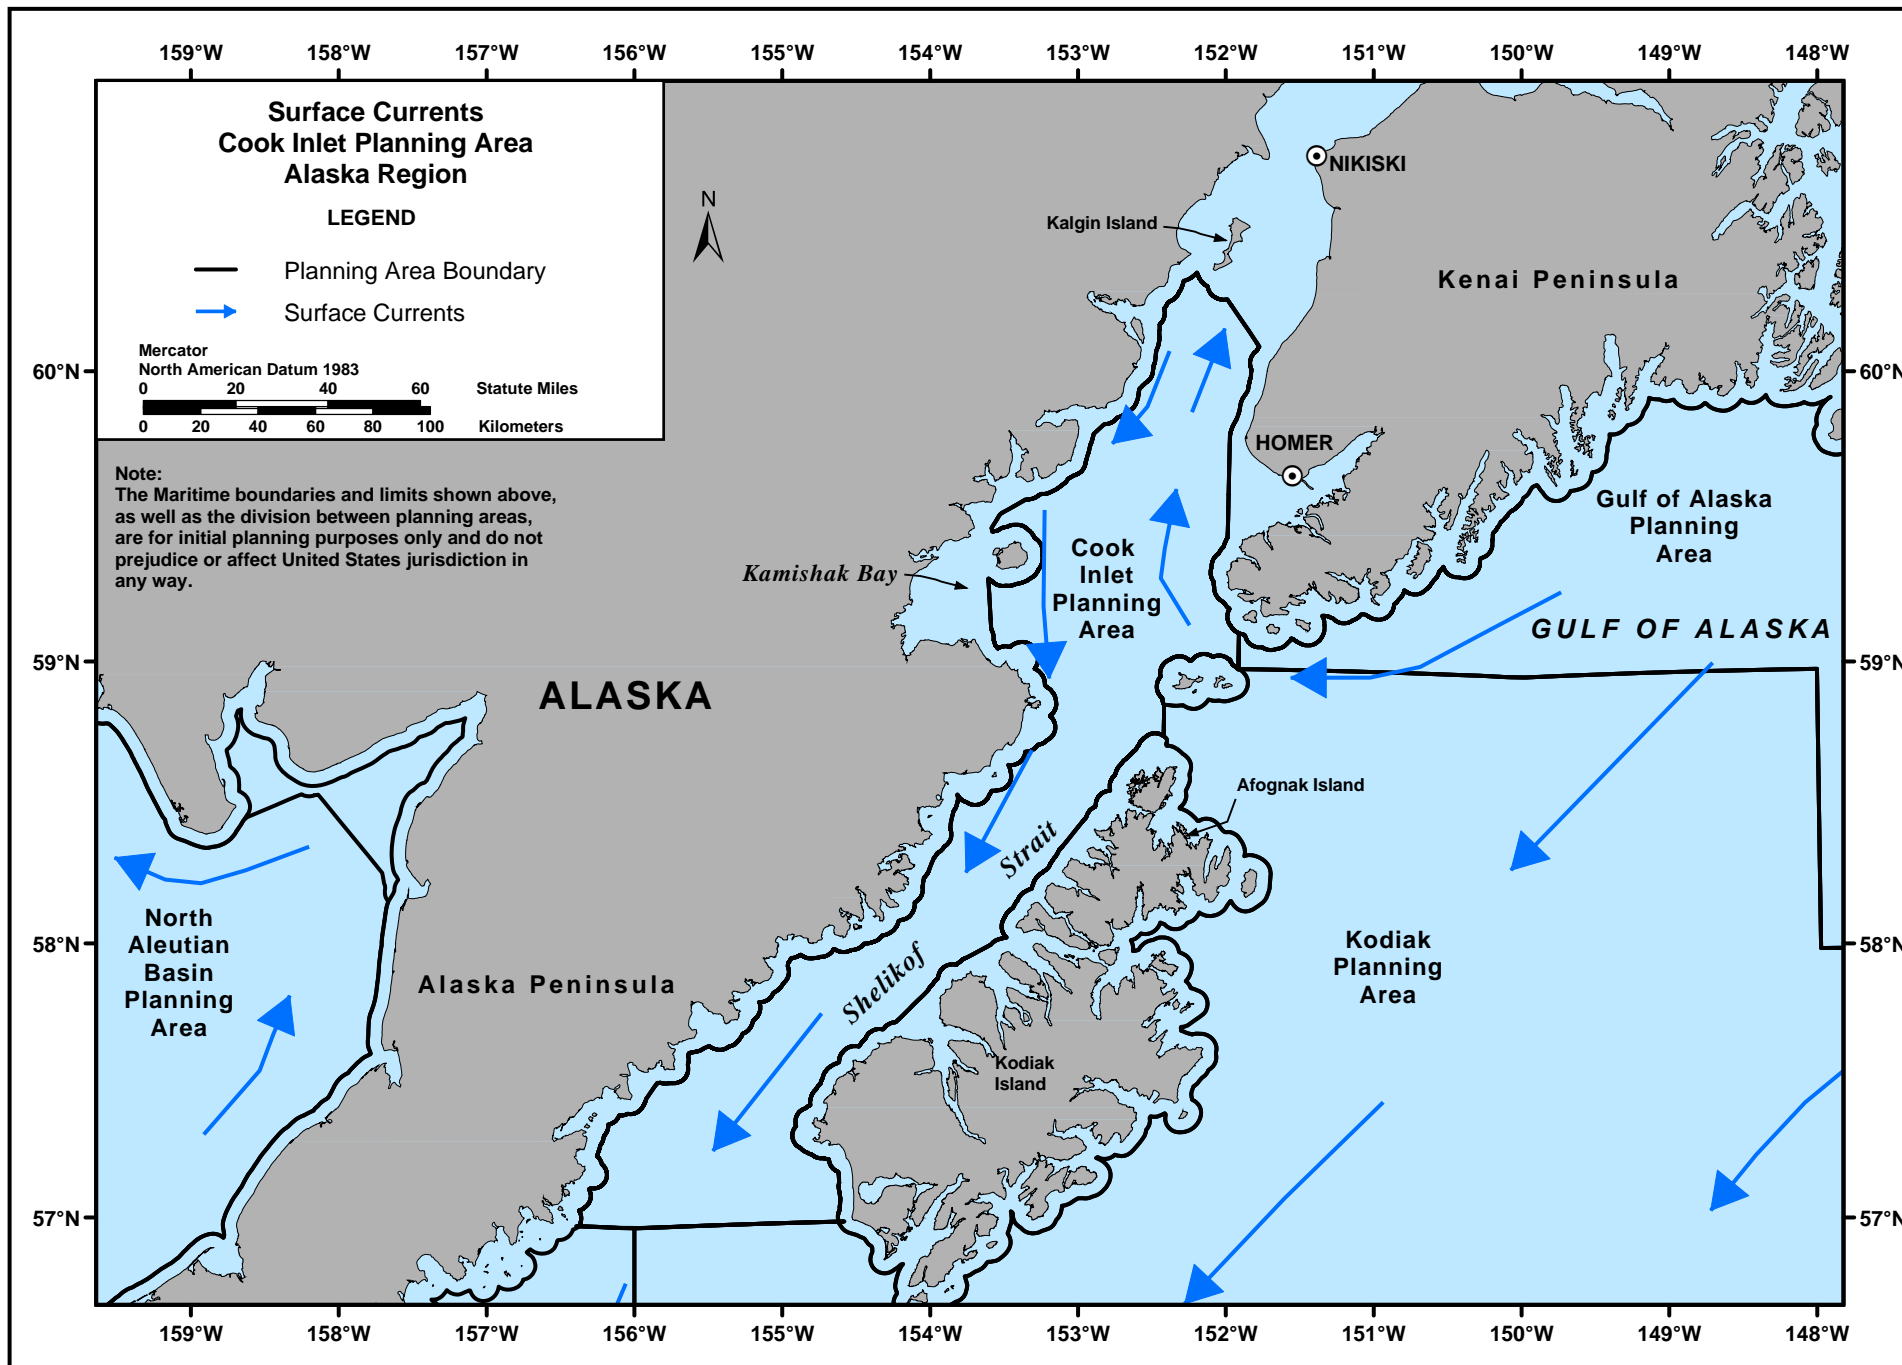 159°W 158°W 157°W 156°W 155°W 154°W 153°W 152°W 151°W 150°W 149°W 148°W
Surface Currents
Cook Inlet Planning Area
Alaska Region
LEGEND
Planning Area Boundary
Surface Currents
Mercator
North American Datum 1983
0 20 40 60 Statute Miles
0 20 40 60 80 100 Kilometers
Note:
The Maritime boundaries and limits shown above,
as well as the division between planning areas,
are for initial planning purposes only and do not
prejudice or affect United States jurisdiction in
any way.
N
NIKISKI
Kalgin Island
Kenai Peninsula
60°N 60°N
HOMER
Gulf of Alaska
Planning
Area
Cook
Inlet
Planning
Area
Kamishak Bay
GULF OF ALASKA
59°N 59°N
ALASKA
Afognak Island
Shelikof Strait
58°N 58°N
North
Aleutian
Basin
Planning
Area
Alaska Peninsula
Kodiak
Planning
Area
Kodiak
Island
57°N 57°N
159°W 158°W 157°W 156°W 155°W 154°W 153°W 152°W 151°W 150°W 149°W 148°W